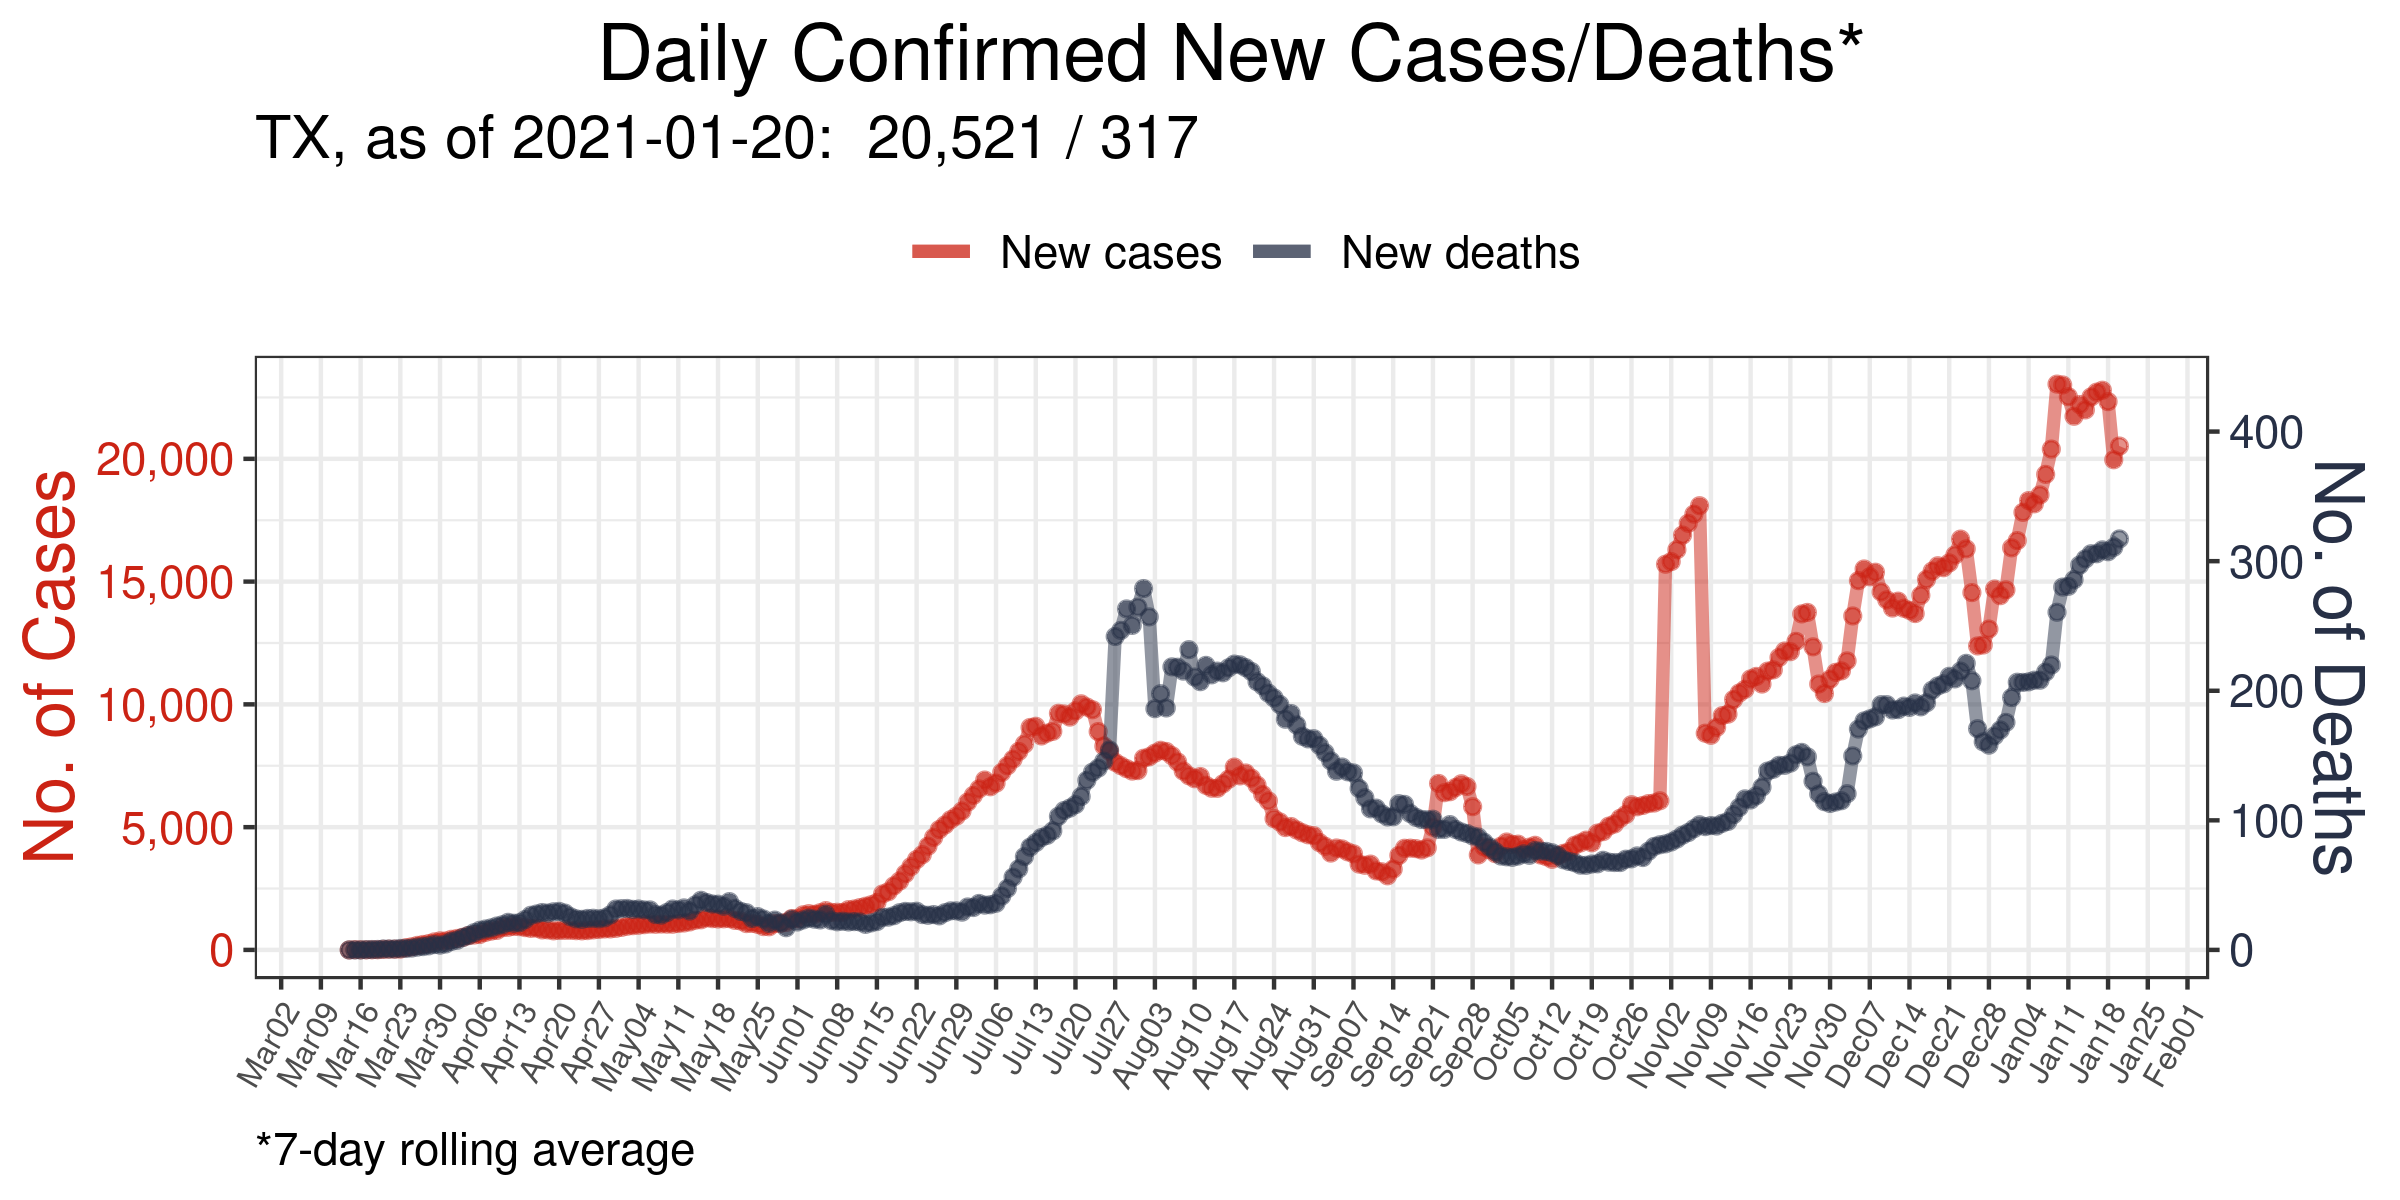 Daily Confirmed New Cases/Deaths*
TX, as of 2021-01-20:  20,521 / 317
New cases
New deaths
No. of Cases
20,000
15,000
10,000
5,000
0
400
300
200
100
0
No. of Deaths
Mar02
Mar09
Mar16
Mar23
Mar30
Apr06
Apr13
Apr20
Apr27
May04
May11
May18
May25
Jun01
Jun08
Jun15
Jun22
Jun29
Jul06
Jul13
Jul20
Jul27
Aug03
Aug10
Aug17
Aug24
Aug31
Sep07
Sep14
Sep21
Sep28
Oct05
Oct12
Oct19
Oct26
Nov02
Nov09
Nov16
Nov23
Nov30
Dec07
Dec14
Dec21
Dec28
Jan04
Jan11
Jan18
Jan25
Feb01
*7-day rolling average